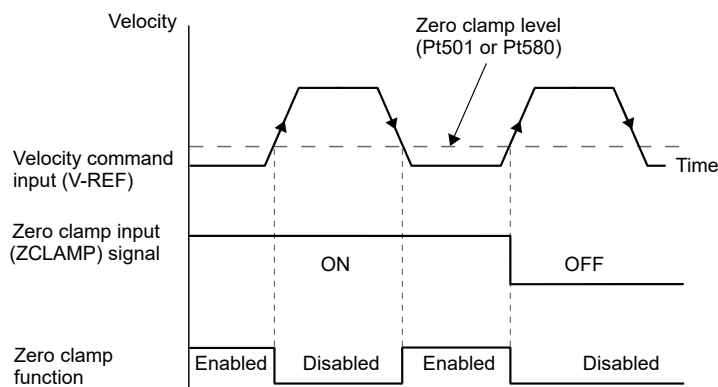 Velocity
Zero clamp level
(Pt501 or Pt580)
Velocity command
input (V-REF)
Time
Zero clamp input
(ZCLAMP) signal
ON
OFF
Zero clamp
function
Enabled
Disabled
Enabled
Disabled